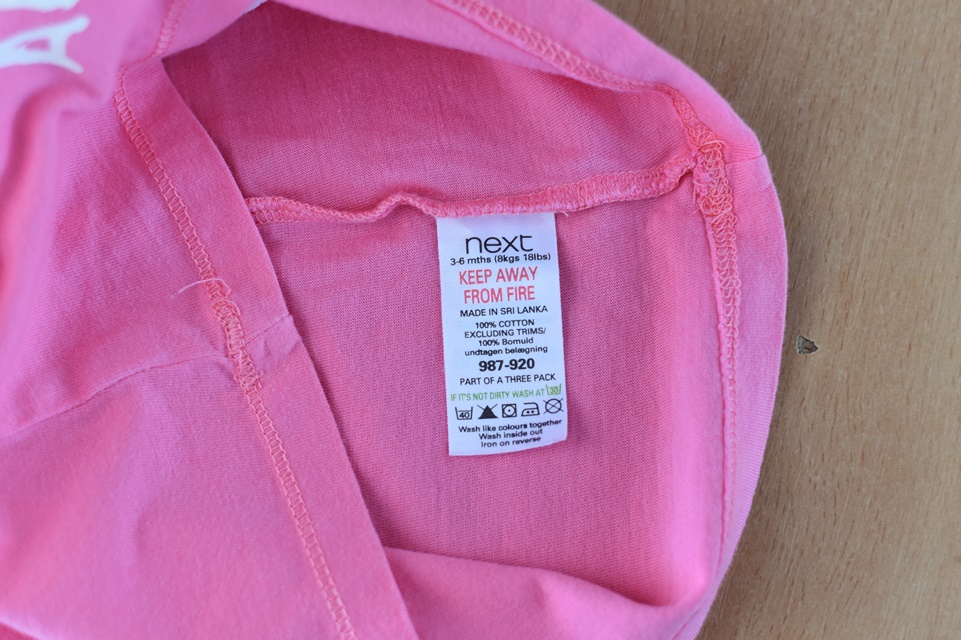 next
3-6 mths (8kgs 18lbs)
KEEP AWAY
FROM FIRE
MADE IN SRI LANKA
100% COTTON
EXCLUDING TRIMS/
100% Bomuld
undtagen belægning
987-920
PART OF A THREE PACK
IF IT'S NOT DIRTY WASH AT 30
40
Wash like colours together
Wash inside out
Iron on reverse